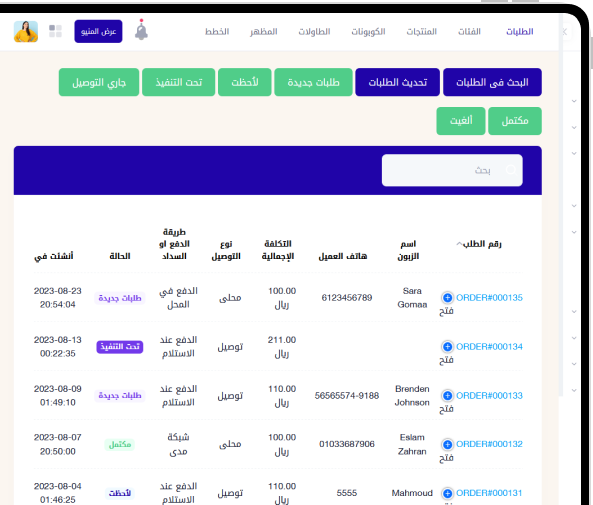 الطلبات الفئات المنتجات الكوبونات الطاولات المظهر الخطط عرض المنيو
البحث فى الطلبات تحديث الطلبات طلبات جديدة لأحظت تحت التنفيذ جاري التوصيل
مكتمل ألغيت
بحث
رقم الطلب اسم الزبون هاتف العميل التكلفة الإجمالية نوع التوصيل طريقة الدفع او السداد الحالة أنشئت في
ORDER#000135 فتح Sara Gomaa 6123456789 100.00 ريال محلى الدفع في المحل طلبات جديدة 2023-08-23 20:54:04
ORDER#000134 فتح 211.00 ريال توصيل الدفع عند الاستلام تحت التنفيذ 2023-08-13 00:22:35
ORDER#000133 فتح Brenden Johnson 56565574-9188 110.00 ريال توصيل الدفع عند الاستلام طلبات جديدة 2023-08-09 01:49:10
ORDER#000132 فتح Eslam Zahran 01033687906 100.00 ريال محلى شبكة مدى مكتمل 2023-08-07 20:50:00
ORDER#000131 Mahmoud 5555 110.00 ريال توصيل الدفع عند الاستلام لأحظت 2023-08-04 01:46:25